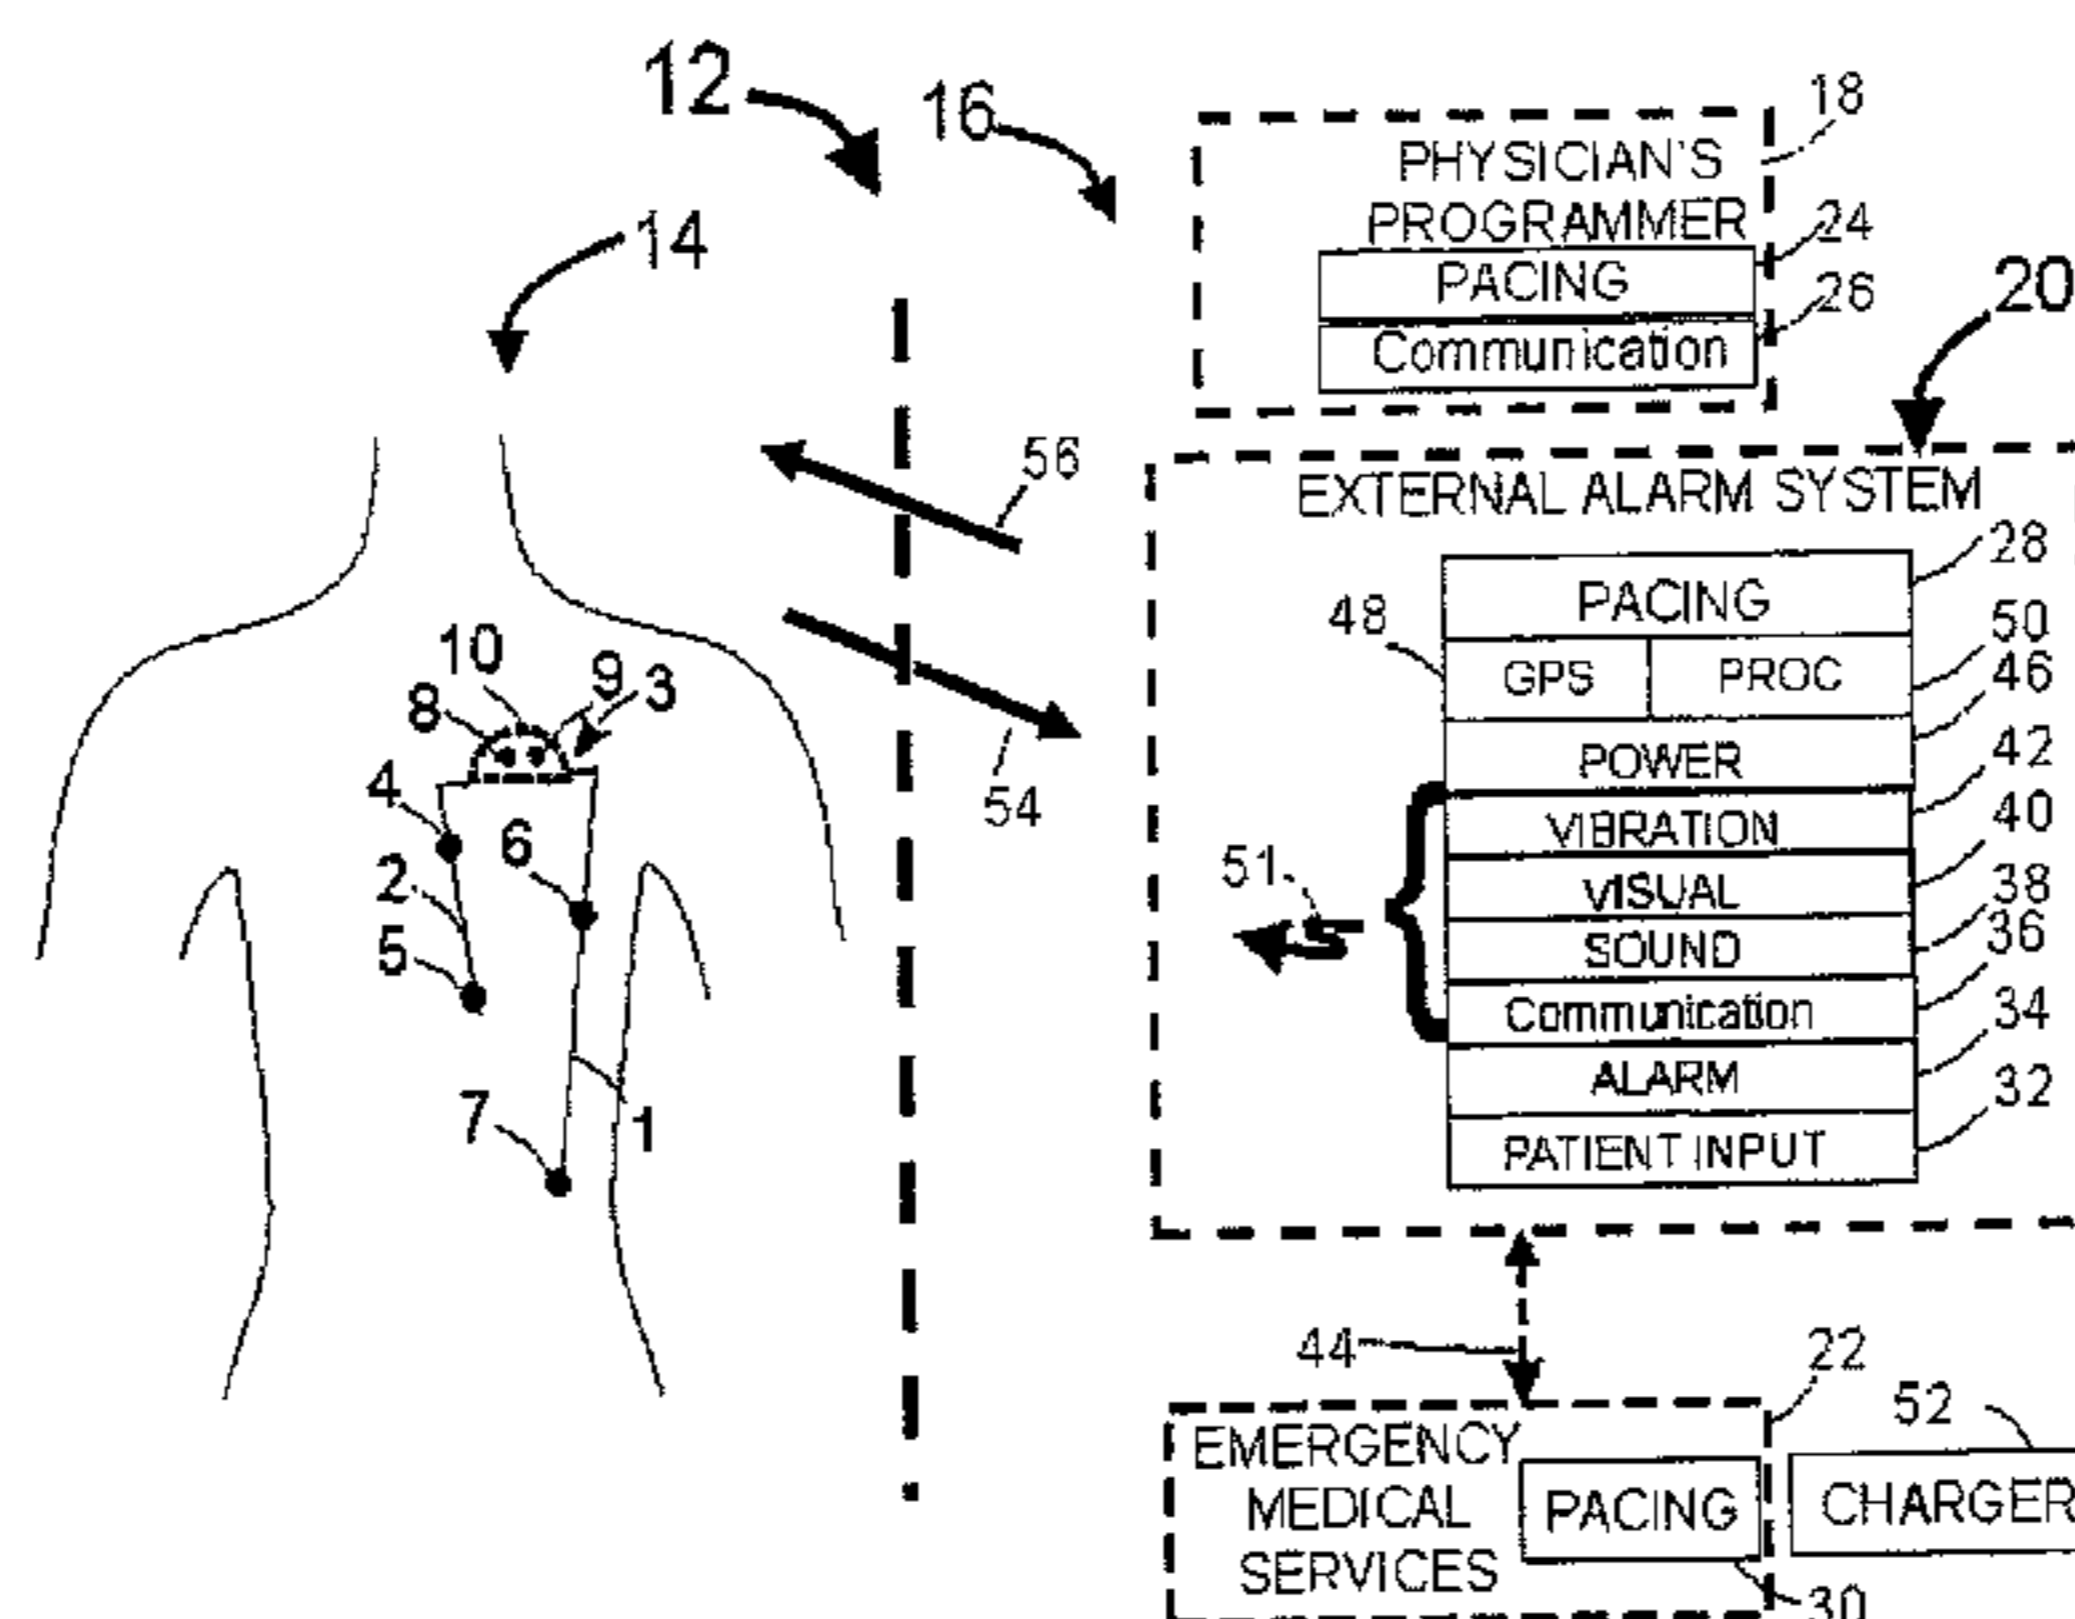 12
16
18
PHYSICIAN'S
PROGRAMMER
14
24
PACING
20
26
Communication
56
EXTERNAL ALARM SYSTEM
28
PACING
48
50
GPS PROC
46
10
9
3
8
POWER
42
54
4
VIBRATION
40
6
51
VISUAL
38
2
SOUND
36
5
Communication
34
ALARM
32
7
1
PATIENT INPUT
44
22
52
EMERGENCY
MEDICAL
SERVICES
PACING
CHARGER
30